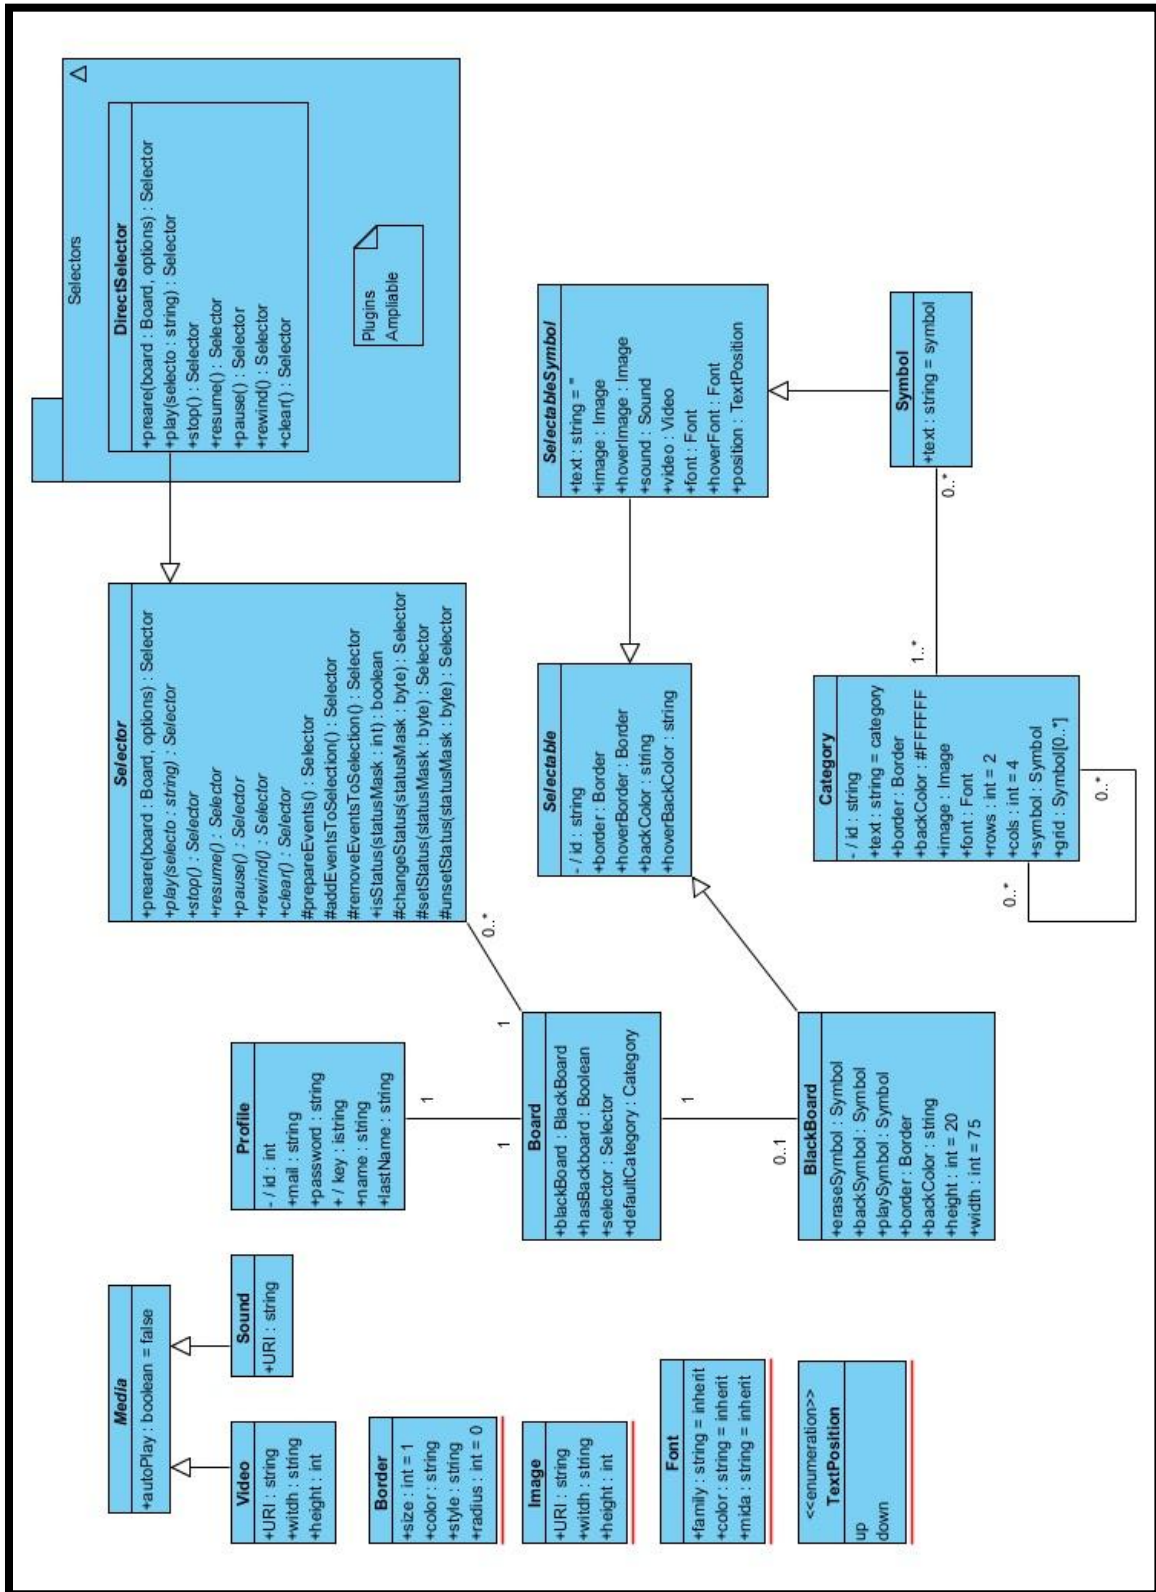 Media
+autoPlay : boolean = false
Video
+URI : string
+witdh : string
+height : int
Sound
+URI : string
Border
+size : int = 1
+color : string
+style : string
+radius : int = 0
Image
+URI : string
+witdh : string
+height : int
Font
+family : string = inherit
+color : string = inherit
+mida : string = inherit
<<enumeration>>
TextPosition
up
down
Profile
- / id : int
+mail : string
+password : string
+ / key : istring
+name : string
+lastName : string
1
1
Board
+blackBoard : BlackBoard
+hasBackboard : Boolean
+selector : Selector
+defaultCategory : Category
1
0..*
1
0..1
BlackBoard
+eraseSymbol : Symbol
+backSymbol : Symbol
+playSymbol : Symbol
+border : Border
+backColor : string
+height : int = 20
+width : int = 75
Selector
+preare(board : Board, options) : Selector
+play(selecto : string) : Selector
+stop() : Selector
+resume() : Selector
+pause() : Selector
+rewind() : Selector
+clear() : Selector
#prepareEvents() : Selector
#addEventsToSelection() : Selector
#removeEventsToSelection() : Selector
+isStatus(statusMask : int) : boolean
#changeStatus(statusMask : byte) : Selector
#setStatus(statusMask : byte) : Selector
#unsetStatus(statusMask : byte) : Selector
Selectable
- / id : string
+border : Border
+hoverBorder : Border
+backColor : string
+hoverBackColor : string
Category
- / id : string
+text : string = category
+border : Border
+backColor : #FFFFFF
+image : Image
+font : Font
+rows : int = 2
+cols : int = 4
+symbol : Symbol
+grid : Symbol[0..*]
0..*
0..*
1..*
0..*
Selectors
DirectSelector
+preare(board : Board, options) : Selector
+play(selecto : string) : Selector
+stop() : Selector
+resume() : Selector
+pause() : Selector
+rewind() : Selector
+clear() : Selector
Plugins
Ampliable
SelectableSymbol
+text : string = ''
+image : Image
+hoverImage : Image
+sound : Sound
+video : Video
+font : Font
+hoverFont : Font
+position : TextPosition
Symbol
+text : string = symbol